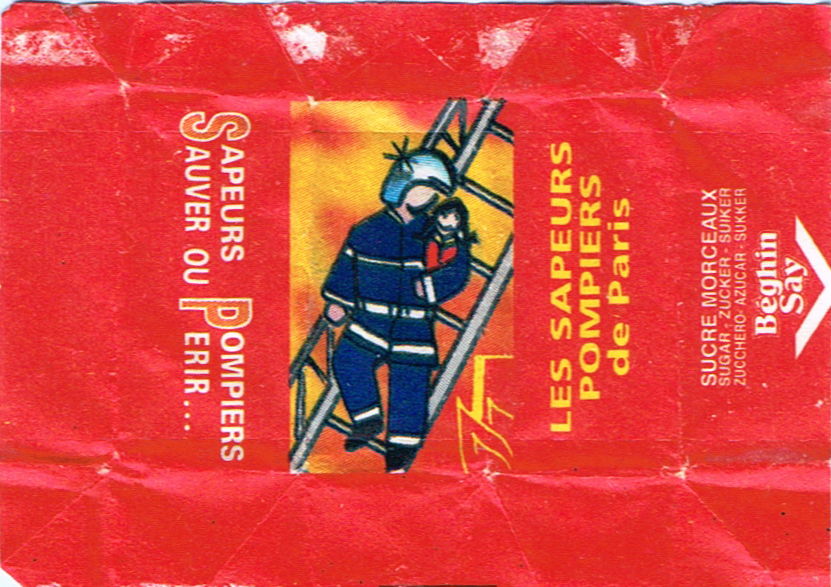 SAPEURS POMPIERS
SAUVER OU PERIR...
LES SAPEURS
POMPIERS
de Paris
SUCRE MORCEAUX
SUGAR - ZUCKER - SUIKER
ZUCCHERO - AZUCAR - SUKKER
Béghin
Say